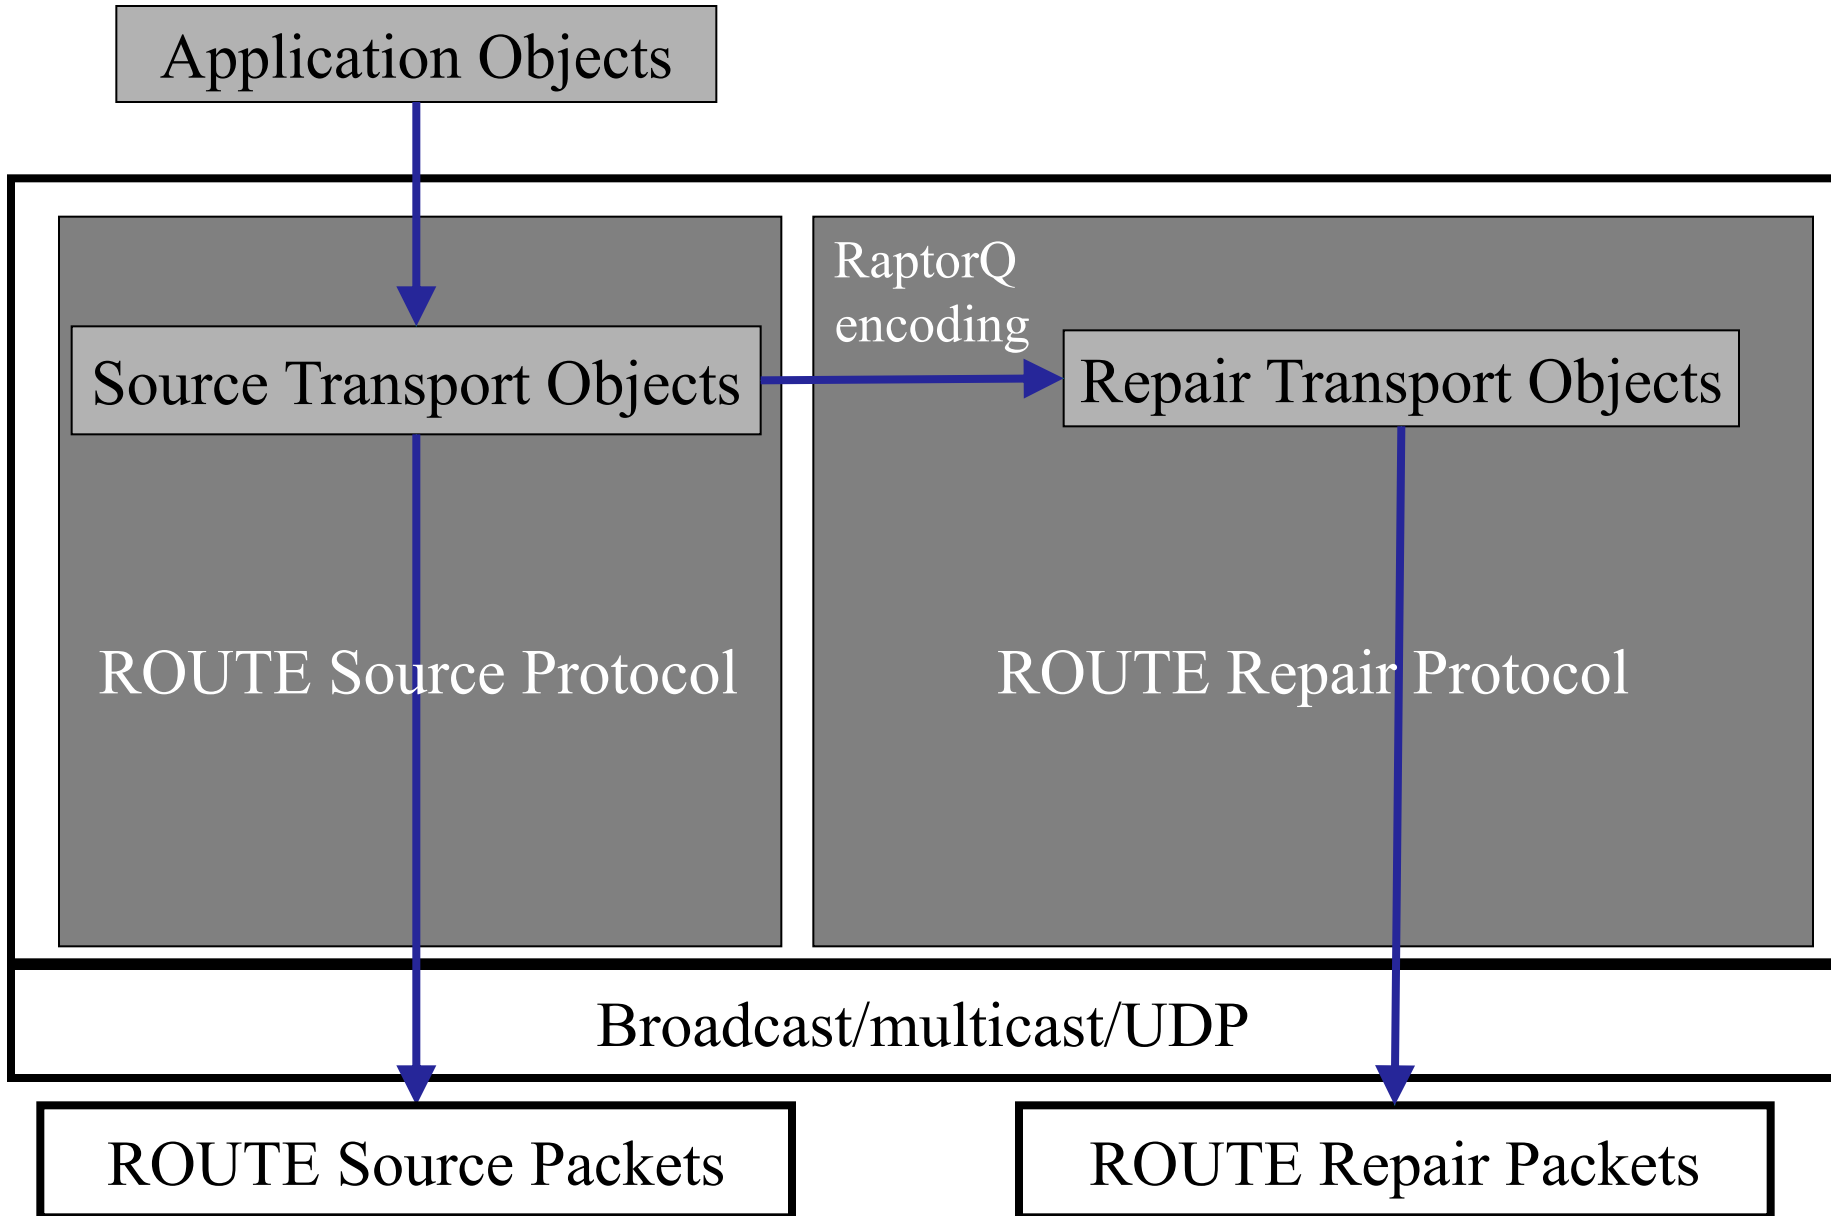 Application Objects
RaptorQ
encoding
Source Transport Objects
Repair Transport Objects
ROUTE Source Protocol
ROUTE Repair Protocol
Broadcast/multicast/UDP
ROUTE Source Packets
ROUTE Repair Packets